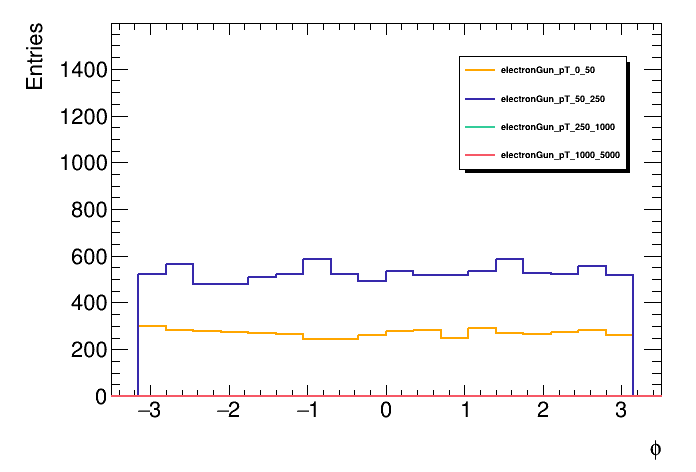 Entries
1400
1200
1000
800
600
400
200
0
−3 −2 −1 0 1 2 3
ϕ
electronGun_pT_0_50
electronGun_pT_50_250
electronGun_pT_250_1000
electronGun_pT_1000_5000